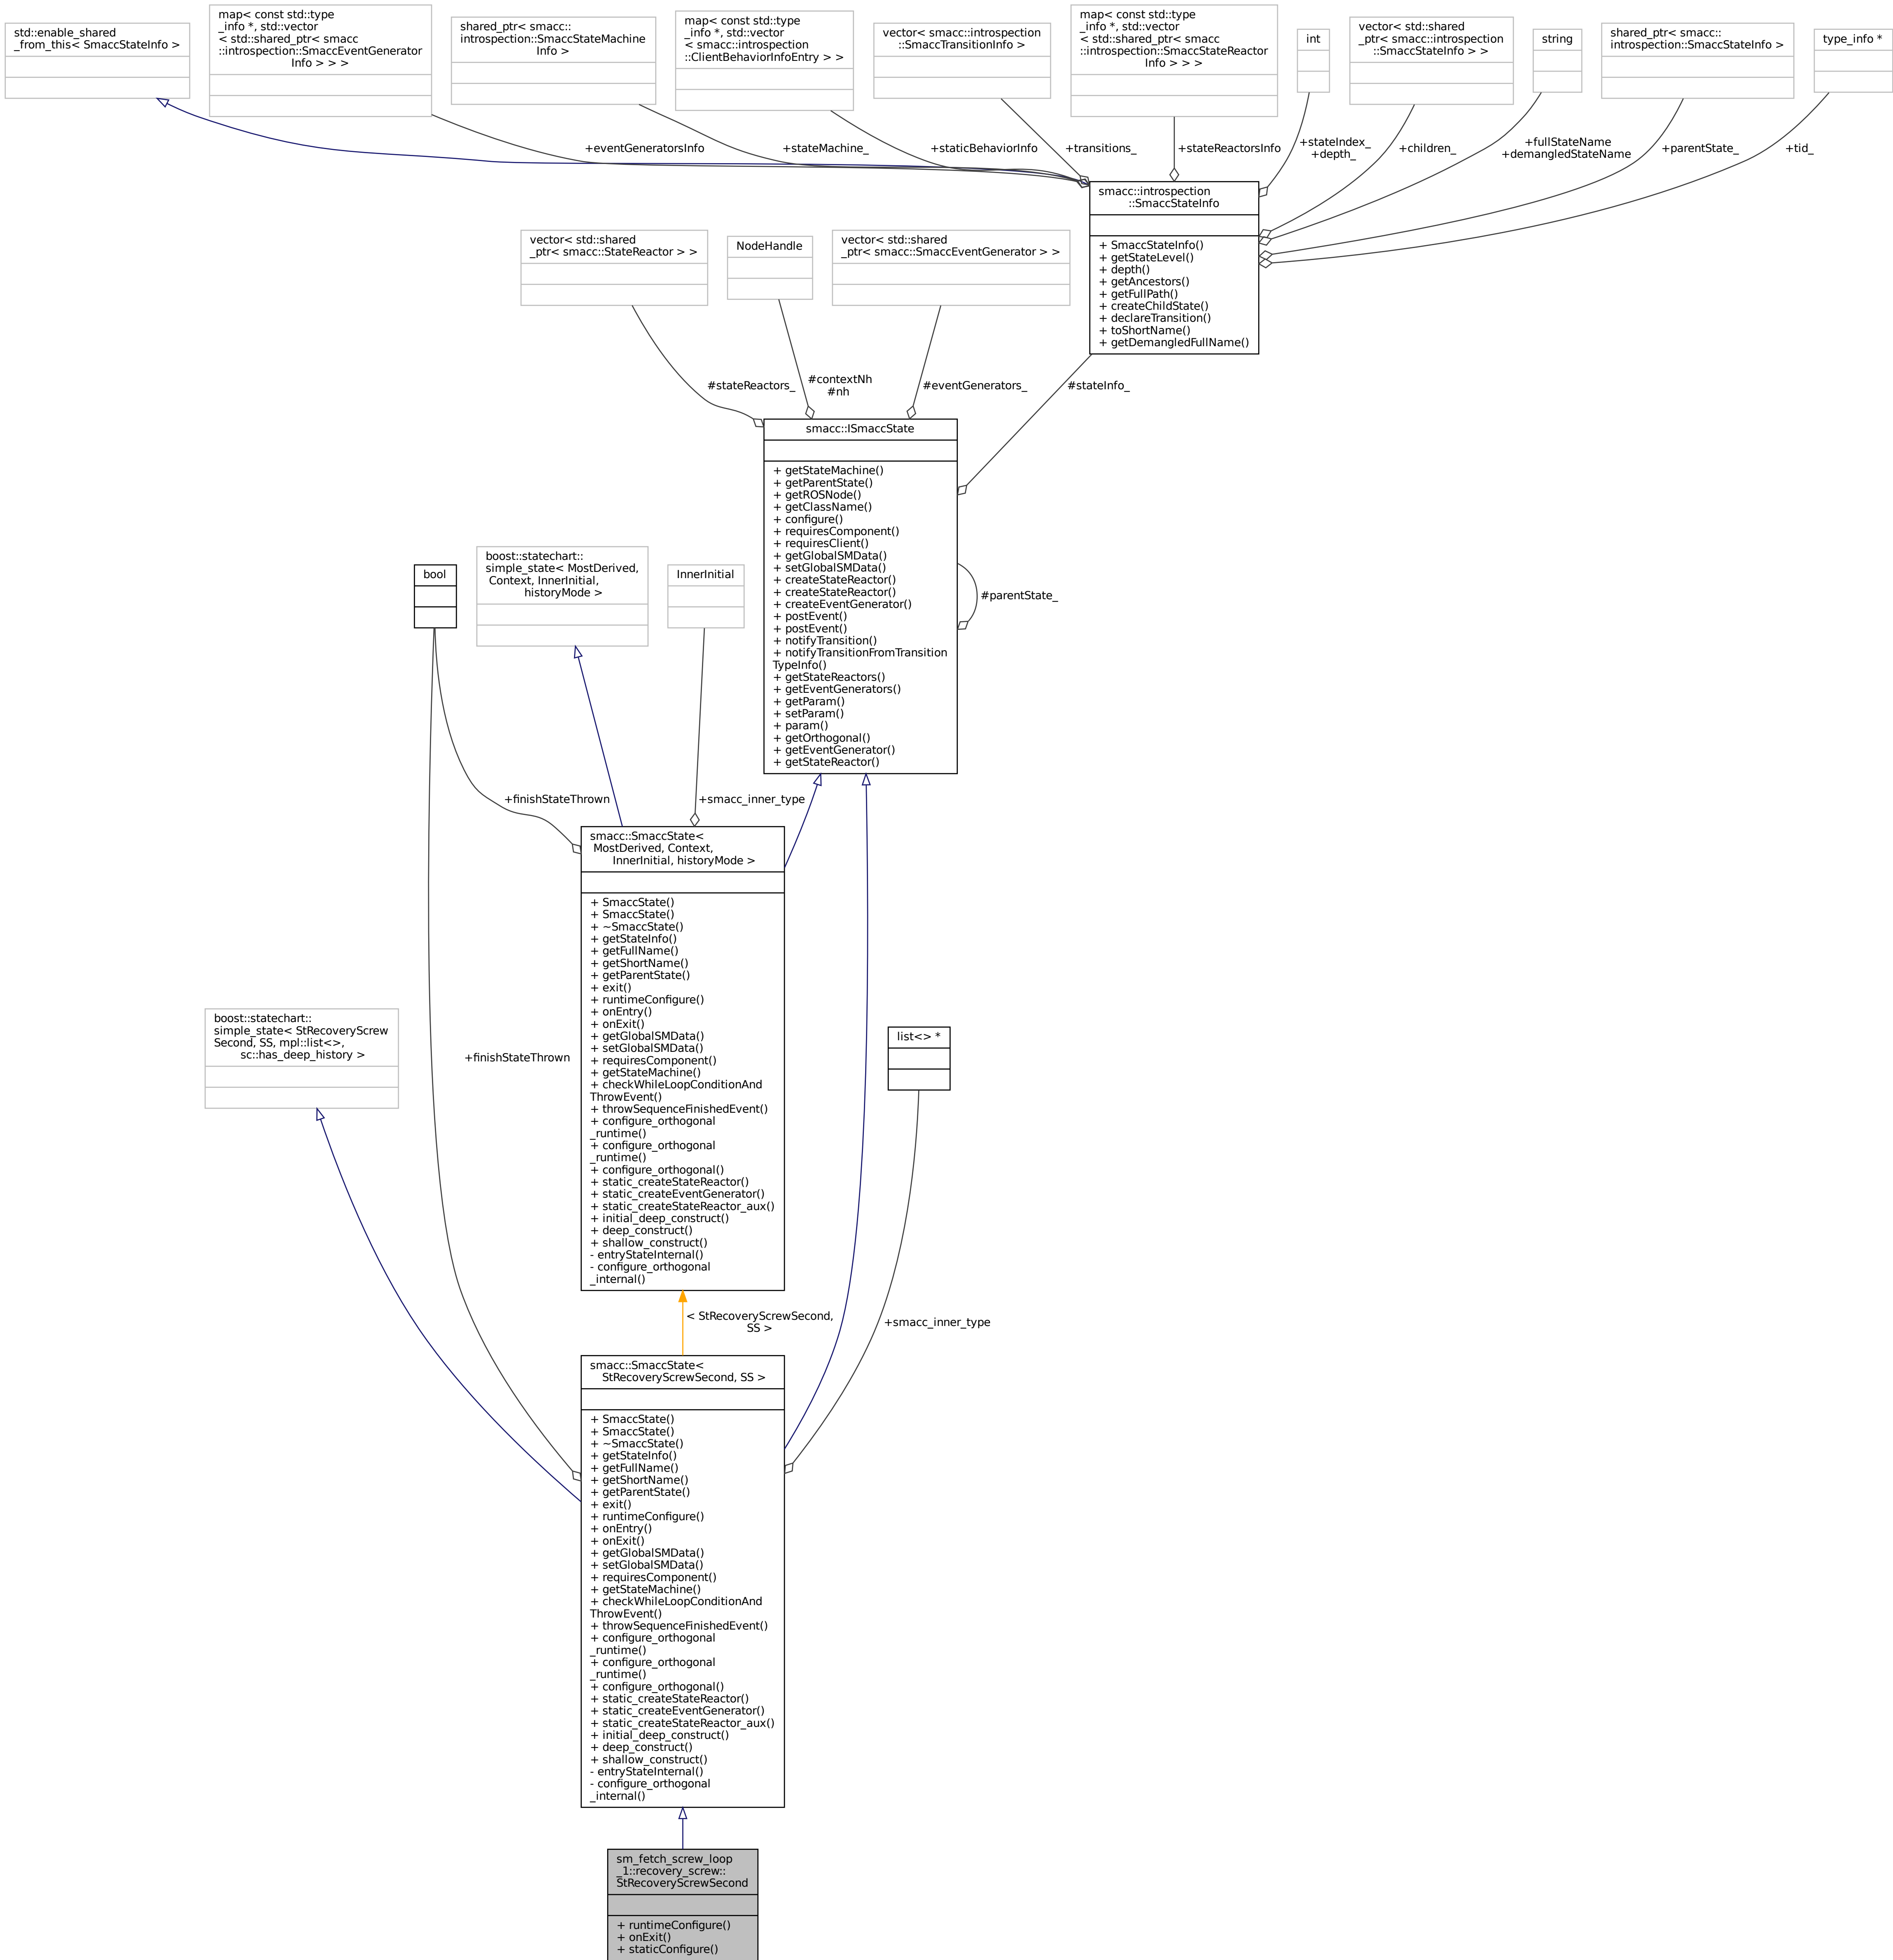 std::enable_shared
_from_this< SmaccStateInfo >
map< const std::type
_info *, std::vector
< std::shared_ptr< smacc
::introspection::SmaccEventGenerator
Info > > >
shared_ptr< smacc::
introspection::SmaccStateMachine
Info >
map< const std::type
_info *, std::vector
< smacc::introspection
::ClientBehaviorInfoEntry > >
vector< smacc::introspection
::SmaccTransitionInfo >
map< const std::type
_info *, std::vector
< std::shared_ptr< smacc
::introspection::SmaccStateReactor
Info > > >
int
vector< std::shared
_ptr< smacc::introspection
::SmaccStateInfo > >
string
shared_ptr< smacc::
introspection::SmaccStateInfo >
type_info *
+eventGeneratorsInfo
+stateMachine_
+staticBehaviorInfo
+transitions_
+stateReactorsInfo
+stateIndex_
+depth_
+children_
+fullStateName
+demangledStateName
+parentState_
+tid_
smacc::introspection
::SmaccStateInfo
+ SmaccStateInfo()
+ getStateLevel()
+ depth()
+ getAncestors()
+ getFullPath()
+ createChildState()
+ declareTransition()
+ toShortName()
+ getDemangledFullName()
vector< std::shared
_ptr< smacc::StateReactor > >
NodeHandle
vector< std::shared
_ptr< smacc::SmaccEventGenerator > >
#stateReactors_
#contextNh
#nh
#eventGenerators_
#stateInfo_
smacc::ISmaccState
+ getStateMachine()
+ getParentState()
+ getROSNode()
+ getClassName()
+ configure()
+ requiresComponent()
+ requiresClient()
+ getGlobalSMData()
+ setGlobalSMData()
+ createStateReactor()
+ createStateReactor()
+ createEventGenerator()
+ postEvent()
+ postEvent()
+ notifyTransition()
+ notifyTransitionFromTransition
TypeInfo()
+ getStateReactors()
+ getEventGenerators()
+ getParam()
+ setParam()
+ param()
+ getOrthogonal()
+ getEventGenerator()
+ getStateReactor()
#parentState_
bool
boost::statechart::
simple_state< MostDerived,
Context, InnerInitial,
historyMode >
InnerInitial
+finishStateThrown
+smacc_inner_type
smacc::SmaccState<
MostDerived, Context,
InnerInitial, historyMode >
+ SmaccState()
+ SmaccState()
+ ~SmaccState()
+ getStateInfo()
+ getFullName()
+ getShortName()
+ getParentState()
+ exit()
+ runtimeConfigure()
+ onEntry()
+ onExit()
+ getGlobalSMData()
+ setGlobalSMData()
+ requiresComponent()
+ getStateMachine()
+ checkWhileLoopConditionAnd
ThrowEvent()
+ throwSequenceFinishedEvent()
+ configure_orthogonal
_runtime()
+ configure_orthogonal
_runtime()
+ configure_orthogonal()
+ static_createStateReactor()
+ static_createEventGenerator()
+ static_createStateReactor_aux()
+ initial_deep_construct()
+ deep_construct()
+ shallow_construct()
- entryStateInternal()
- configure_orthogonal
_internal()
boost::statechart::
simple_state< StRecoveryScrew
Second, SS, mpl::list<>,
sc::has_deep_history >
+finishStateThrown
list<> *
< StRecoveryScrewSecond,
SS >
+smacc_inner_type
smacc::SmaccState<
StRecoveryScrewSecond, SS >
+ SmaccState()
+ SmaccState()
+ ~SmaccState()
+ getStateInfo()
+ getFullName()
+ getShortName()
+ getParentState()
+ exit()
+ runtimeConfigure()
+ onEntry()
+ onExit()
+ getGlobalSMData()
+ setGlobalSMData()
+ requiresComponent()
+ getStateMachine()
+ checkWhileLoopConditionAnd
ThrowEvent()
+ throwSequenceFinishedEvent()
+ configure_orthogonal
_runtime()
+ configure_orthogonal
_runtime()
+ configure_orthogonal()
+ static_createStateReactor()
+ static_createEventGenerator()
+ static_createStateReactor_aux()
+ initial_deep_construct()
+ deep_construct()
+ shallow_construct()
- entryStateInternal()
- configure_orthogonal
_internal()
sm_fetch_screw_loop
_1::recovery_screw::
StRecoveryScrewSecond
+ runtimeConfigure()
+ onExit()
+ staticConfigure()